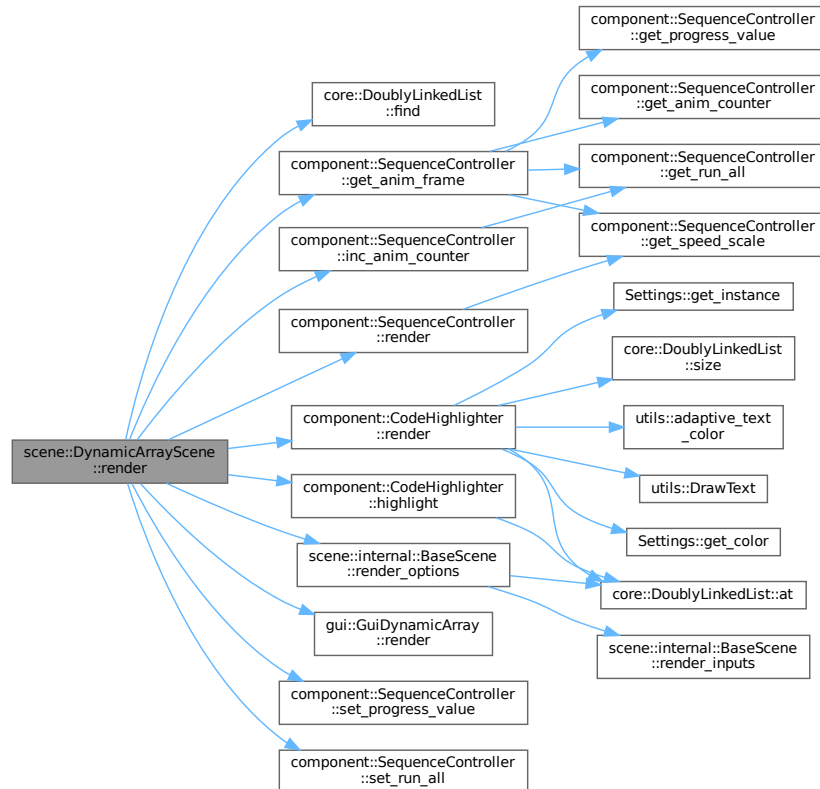 scene::DynamicArrayScene
::render
core::DoublyLinkedList
::find
component::SequenceController
::get_anim_frame
component::SequenceController
::inc_anim_counter
component::SequenceController
::render
component::CodeHighlighter
::render
component::CodeHighlighter
::highlight
scene::internal::BaseScene
::render_options
gui::GuiDynamicArray
::render
component::SequenceController
::set_progress_value
component::SequenceController
::set_run_all
component::SequenceController
::get_progress_value
component::SequenceController
::get_anim_counter
component::SequenceController
::get_run_all
component::SequenceController
::get_speed_scale
Settings::get_instance
core::DoublyLinkedList
::size
utils::adaptive_text
_color
utils::DrawText
Settings::get_color
core::DoublyLinkedList::at
scene::internal::BaseScene
::render_inputs